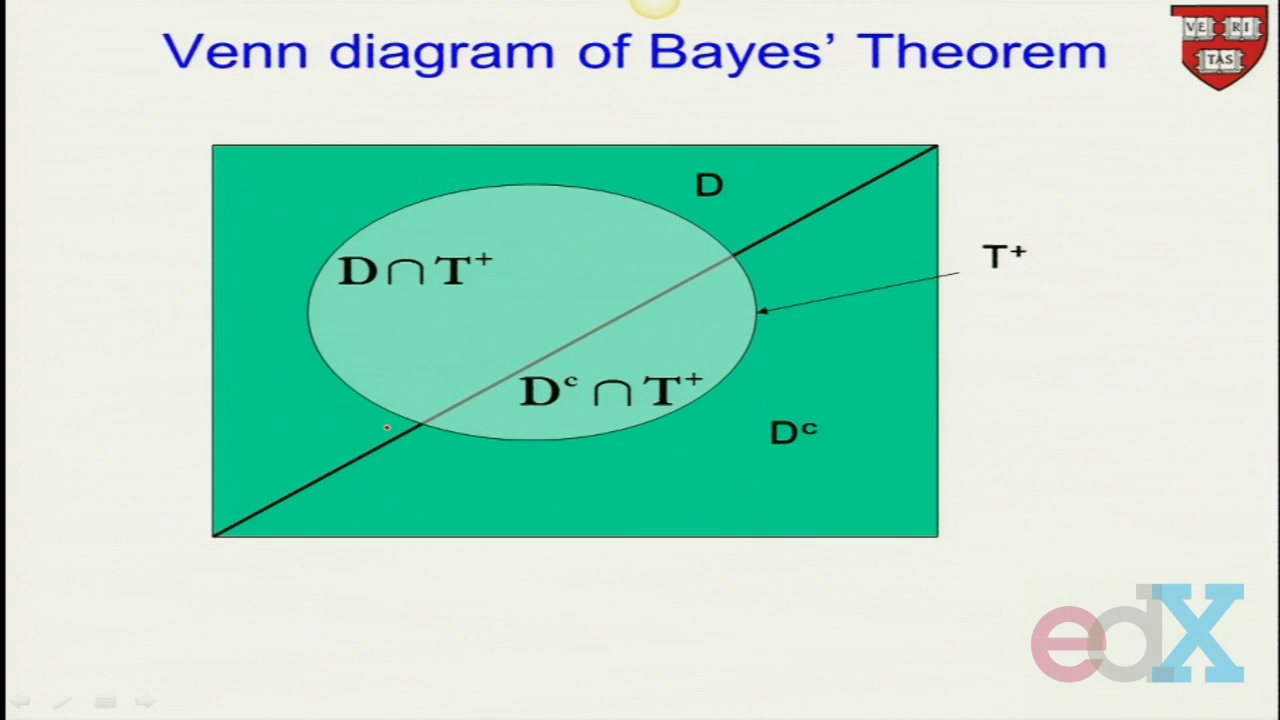 Venn diagram of Bayes' Theorem
VE RI
TAS
D
D ∩ T⁺
T⁺
Dᶜ ∩ T⁺
Dᶜ
edX